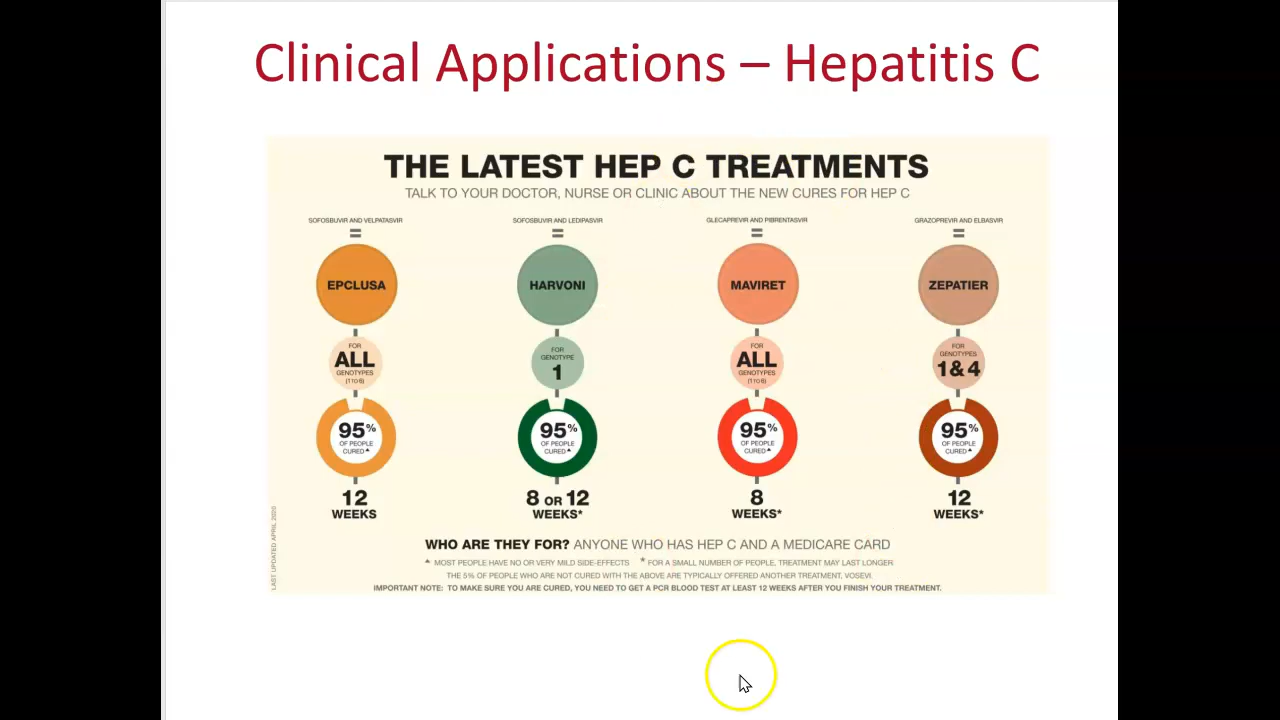 Clinical Applications – Hepatitis C
THE LATEST HEP C TREATMENTS
TALK TO YOUR DOCTOR, NURSE OR CLINIC ABOUT THE NEW CURES FOR HEP C
SOFOSBUVIR AND VELPATASVIR
=
EPCLUSA
FOR
ALL
GENOTYPES
(1 TO 6)
95%
OF PEOPLE
CURED▲
12
WEEKS
SOFOSBUVIR AND LEDIPASVIR
=
HARVONI
FOR
GENOTYPE
1
95%
OF PEOPLE
CURED▲
8 OR 12
WEEKS*
GLECAPREVIR AND PIBRENTASVIR
=
MAVIRET
FOR
ALL
GENOTYPES
(1 TO 6)
95%
OF PEOPLE
CURED▲
8
WEEKS*
GRAZOPREVIR AND ELBASVIR
=
ZEPATIER
FOR
GENOTYPES
1 & 4
95%
OF PEOPLE
CURED▲
12
WEEKS*
WHO ARE THEY FOR? ANYONE WHO HAS HEP C AND A MEDICARE CARD
▲ MOST PEOPLE HAVE NO OR VERY MILD SIDE-EFFECTS * FOR A SMALL NUMBER OF PEOPLE, TREATMENT MAY LAST LONGER
THE 5% OF PEOPLE WHO ARE NOT CURED WITH THE ABOVE ARE TYPICALLY OFFERED ANOTHER TREATMENT, VOSEVI.
IMPORTANT NOTE: TO MAKE SURE YOU ARE CURED, YOU NEED TO GET A PCR BLOOD TEST AT LEAST 12 WEEKS AFTER YOU FINISH YOUR TREATMENT.
LAST UPDATED APRIL 2020